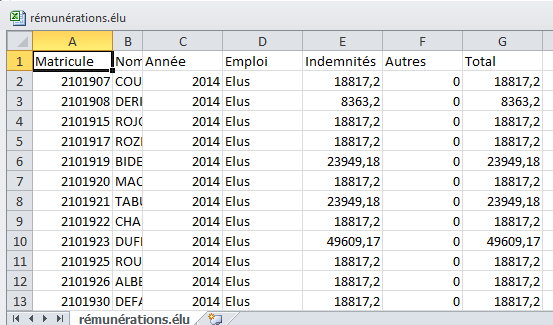 rémunérations.élu
A B C D E F G
1 Matricule Nom Année Emploi Indemnités Autres Total
2 2101907 COU 2014 Elus 18817,2 0 18817,2
3 2101908 DERI 2014 Elus 8363,2 0 8363,2
4 2101915 ROJO 2014 Elus 18817,2 0 18817,2
5 2101917 ROZI 2014 Elus 18817,2 0 18817,2
6 2101919 BIDE 2014 Elus 23949,18 0 23949,18
7 2101920 MAC 2014 Elus 18817,2 0 18817,2
8 2101921 TABU 2014 Elus 23949,18 0 23949,18
9 2101922 CHA 2014 Elus 18817,2 0 18817,2
10 2101923 DUFI 2014 Elus 49609,17 0 49609,17
11 2101925 ROU 2014 Elus 18817,2 0 18817,2
12 2101926 ALBE 2014 Elus 18817,2 0 18817,2
13 2101930 DEFA 2014 Elus 18817,2 0 18817,2
rémunérations.élu